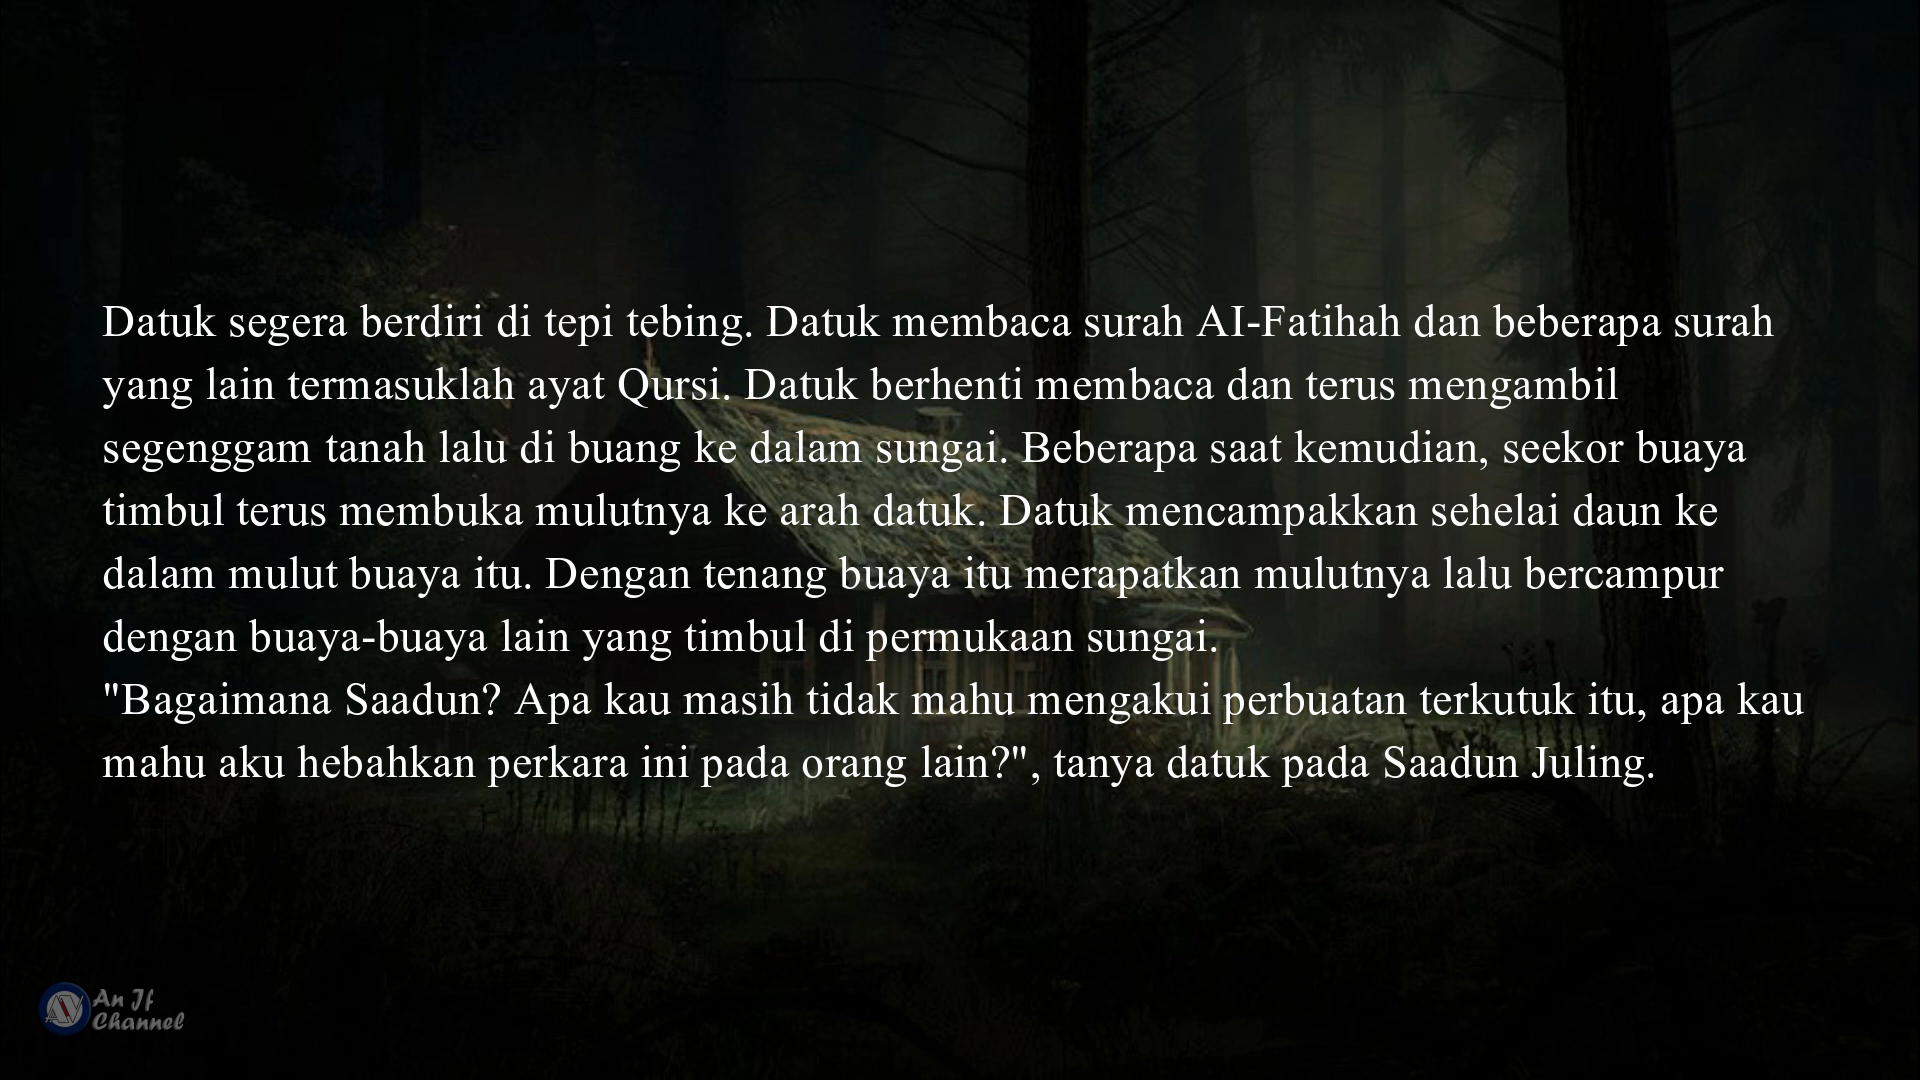 Datuk segera berdiri di tepi tebing. Datuk membaca surah AI-Fatihah dan beberapa surah
yang lain termasuklah ayat Qursi. Datuk berhenti membaca dan terus mengambil
segenggam tanah lalu di buang ke dalam sungai. Beberapa saat kemudian, seekor buaya
timbul terus membuka mulutnya ke arah datuk. Datuk mencampakkan sehelai daun ke
dalam mulut buaya itu. Dengan tenang buaya itu merapatkan mulutnya lalu bercampur
dengan buaya-buaya lain yang timbul di permukaan sungai.
"Bagaimana Saadun? Apa kau masih tidak mahu mengakui perbuatan terkutuk itu, apa kau
mahu aku hebahkan perkara ini pada orang lain?", tanya datuk pada Saadun Juling.
An If
Channel